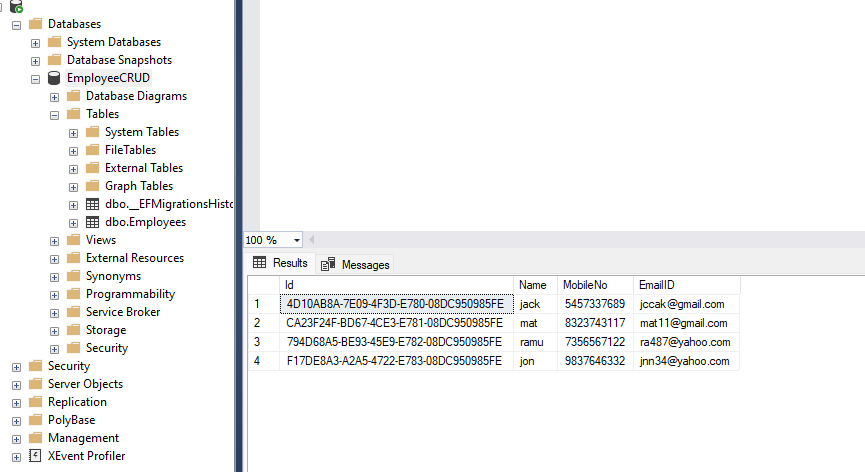 Databases
System Databases
Database Snapshots
EmployeeCRUD
Database Diagrams
Tables
System Tables
FileTables
External Tables
Graph Tables
dbo.__EFMigrationsHistc
dbo.Employees
Views
External Resources
Synonyms
Programmability
Service Broker
Storage
Security
Security
Server Objects
Replication
PolyBase
Management
XEvent Profiler
100 %
Results Messages
Id Name MobileNo EmailID
1 4D10AB8A-7E09-4F3D-E780-08DC950985FE jack 5457337689 jccak@gmail.com
2 CA23F24F-BD67-4CE3-E781-08DC950985FE mat 8323743117 mat11@gmail.com
3 794D68A5-BE93-45E9-E782-08DC950985FE ramu 7356567122 ra487@yahoo.com
4 F17DE8A3-A2A5-4722-E783-08DC950985FE jon 9837646332 jnn34@yahoo.com